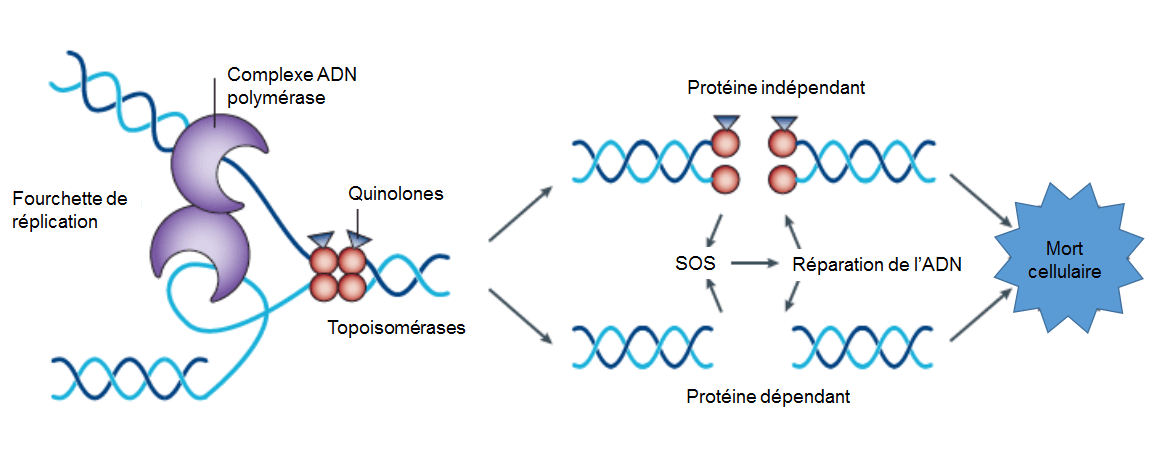 Complexe ADN
polymérase
Fourchette de
réplication
Quinolones
Topoisomérases
Protéine indépendant
SOS
Réparation de l’ADN
Protéine dépendant
Mort
cellulaire